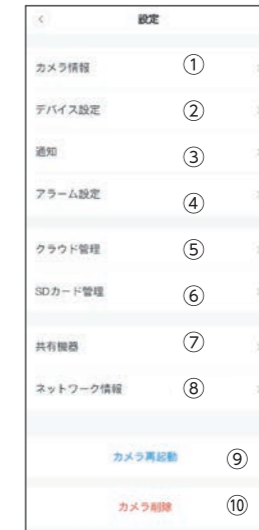 設定
カメラ情報 ①
デバイス設定 ②
通知 ③
アラーム設定 ④
クラウド管理 ⑤
SDカード管理 ⑥
共有機器 ⑦
ネットワーク情報 ⑧
カメラ再起動 ⑨
カメラ削除 ⑩